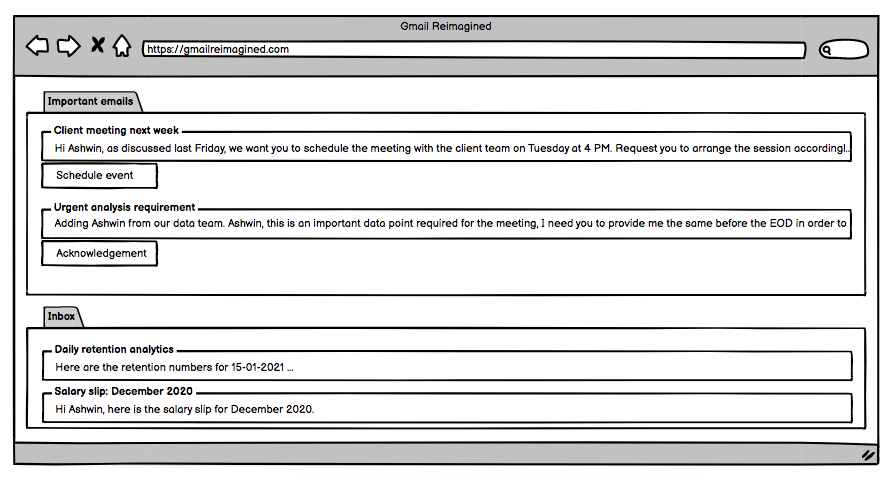 Gmail Reimagined
https://gmailreimagined.com
Important emails
Client meeting next week
Hi Ashwin, as discussed last Friday, we want you to schedule the meeting with the client team on Tuesday at 4 PM. Request you to arrange the session accordingl..
Schedule event
Urgent analysis requirement
Adding Ashwin from our data team. Ashwin, this is an important data point required for the meeting, I need you to provide me the same before the EOD in order to
Acknowledgement
Inbox
Daily retention analytics
Here are the retention numbers for 15-01-2021 ...
Salary slip: December 2020
Hi Ashwin, here is the salary slip for December 2020.